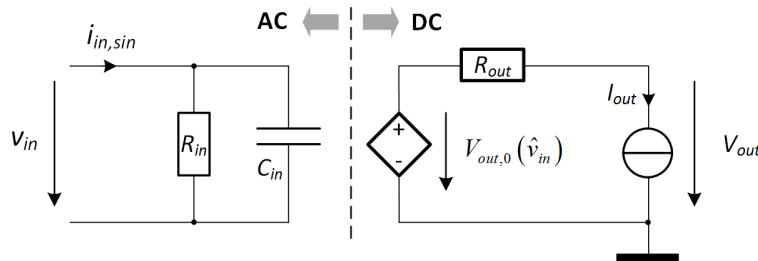 AC DC
i_in,sin
R_out
I_out
v_in
R_in
C_in
+
-
V_out,0 (v̂_in)
V_out